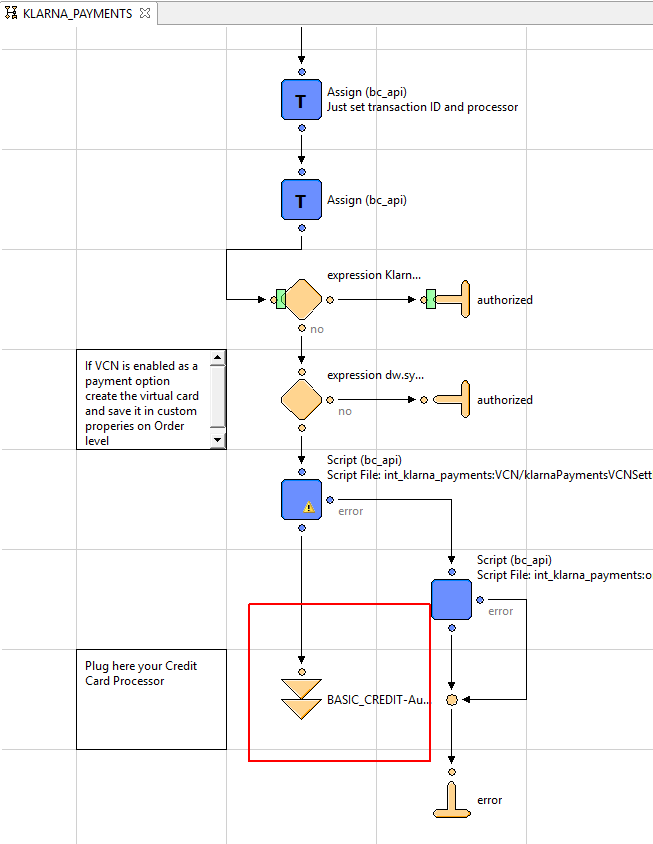 KLARNA_PAYMENTS
T
Assign (bc_api)
Just set transaction ID and processor
T
Assign (bc_api)
expression Klarn...
authorized
no
If VCN is enabled as a
payment option
create the virtual card
and save it in custom
properies on Order
level
expression dw.sy...
no
authorized
Script (bc_api)
Script File: int_klarna_payments:VCN/klarnaPaymentsVCNSett
error
Script (bc_api)
Script File: int_klarna_payments:o
error
Plug here your Credit
Card Processor
BASIC_CREDIT-Au...
error